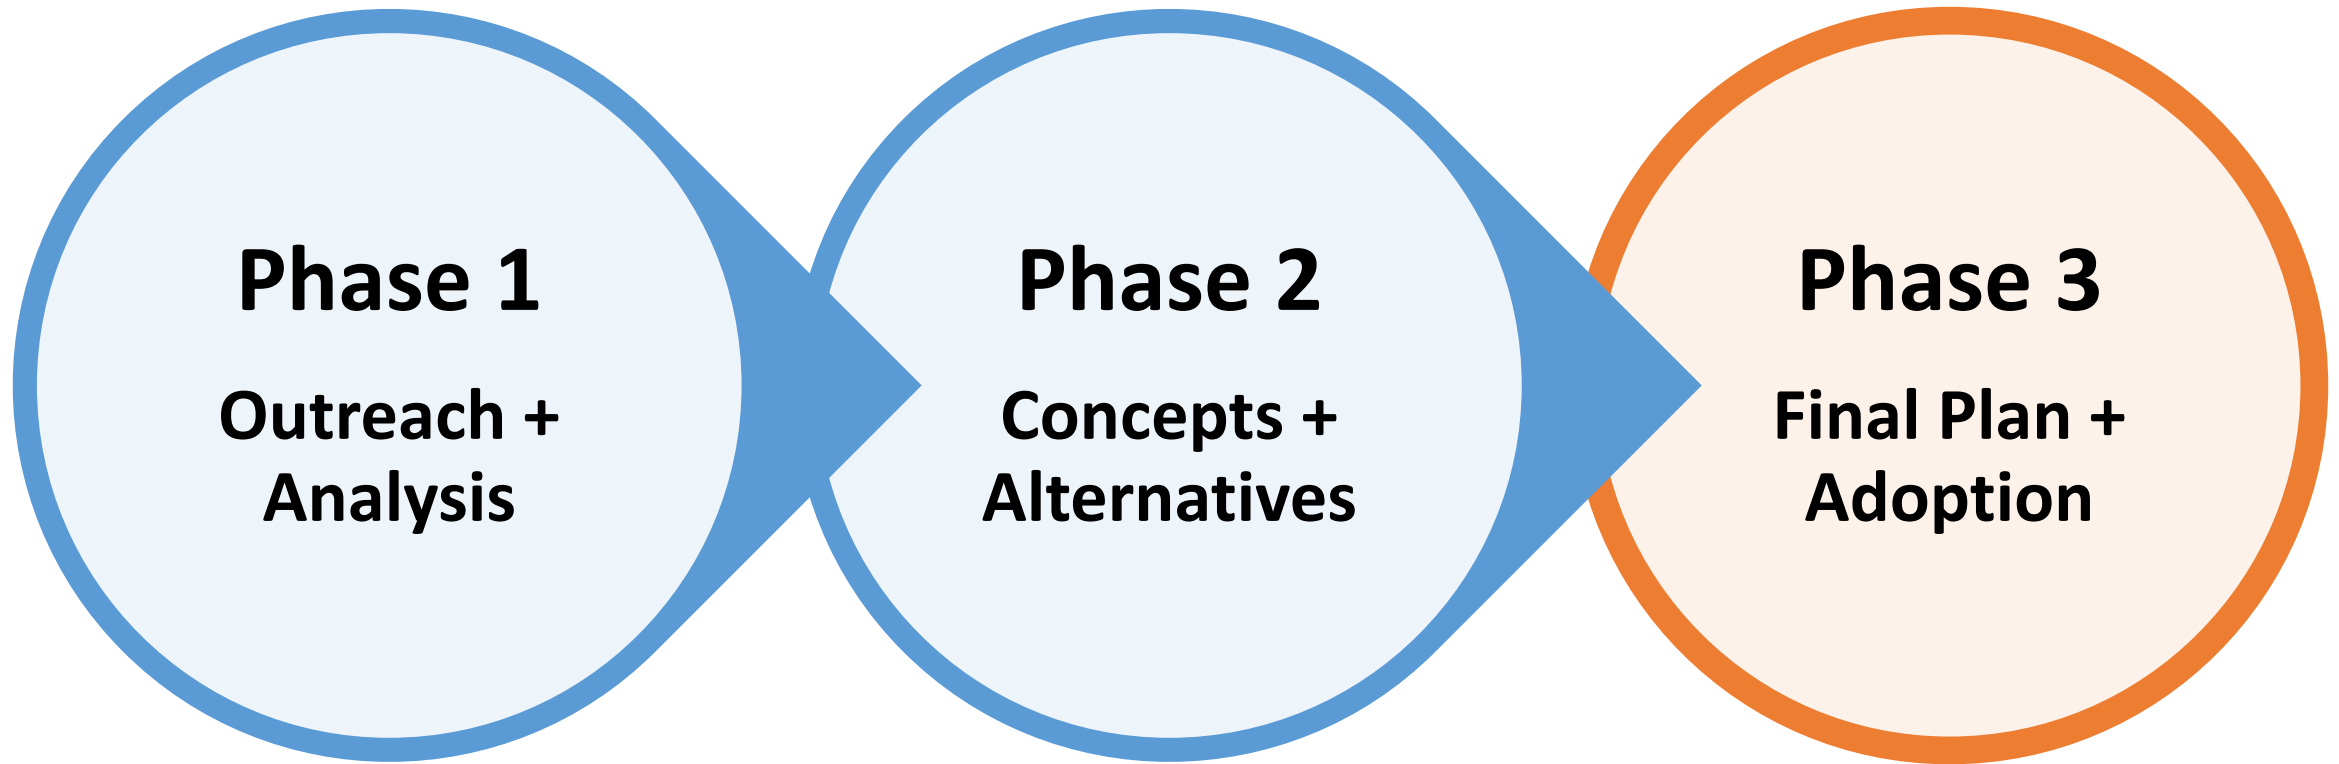 Phase 1
Outreach +
Analysis
Phase 2
Concepts +
Alternatives
Phase 3
Final Plan +
Adoption